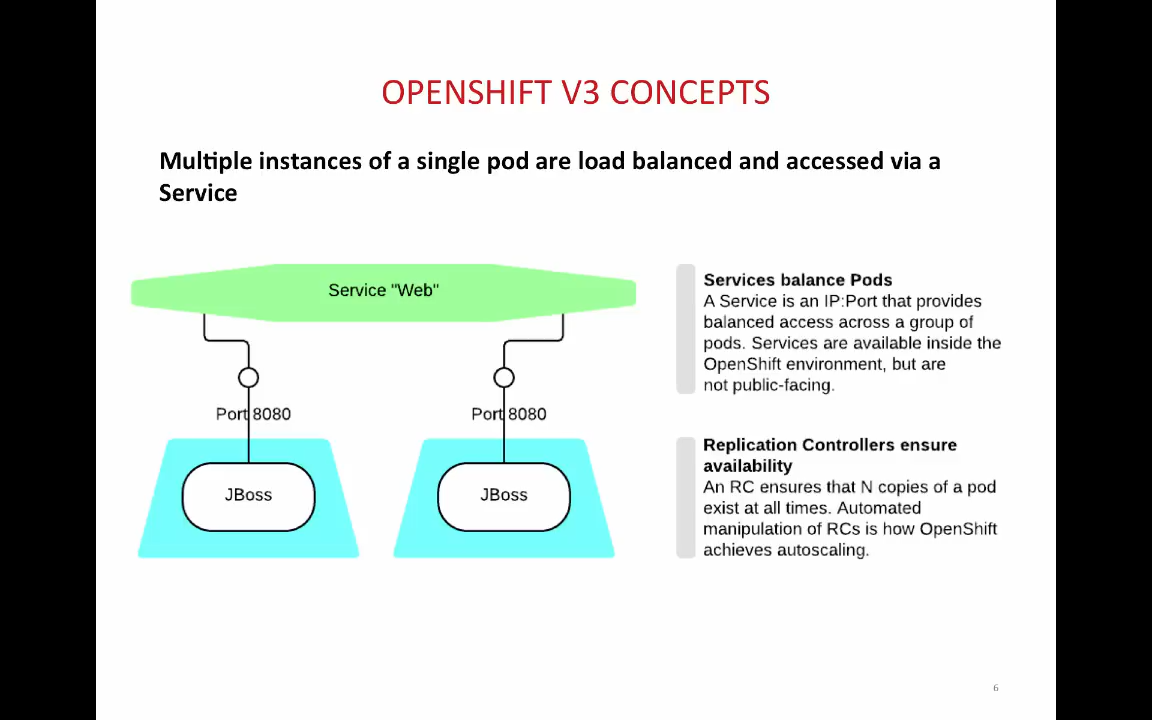 OPENSHIFT V3 CONCEPTS
Multiple instances of a single pod are load balanced and accessed via a
Service
Service "Web"
Port 8080
Port 8080
JBoss
JBoss
Services balance Pods
A Service is an IP:Port that provides
balanced access across a group of
pods. Services are available inside the
OpenShift environment, but are
not public-facing.
Replication Controllers ensure
availability
An RC ensures that N copies of a pod
exist at all times. Automated
manipulation of RCs is how OpenShift
achieves autoscaling.
6